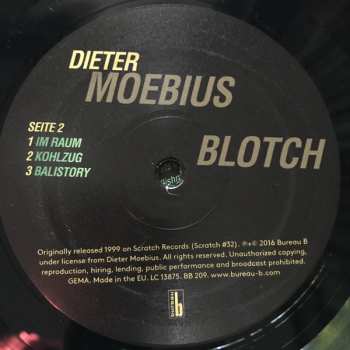 DIETER
MOEBIUS
SEITE 2
1 IM RAUM
2 KOHLZUG
3 BALISTORY
BLOTCH
Originally released 1999 on Scratch Records (Scratch #32). ℗+© 2016 Bureau B
under license from Dieter Moebius. All rights reserved. Unauthorized copying,
reproduction, hiring, lending, public performance and broadcast prohibited.
GEMA. Made in the EU. LC 13875. BB 209. www.bureau-b.com
b